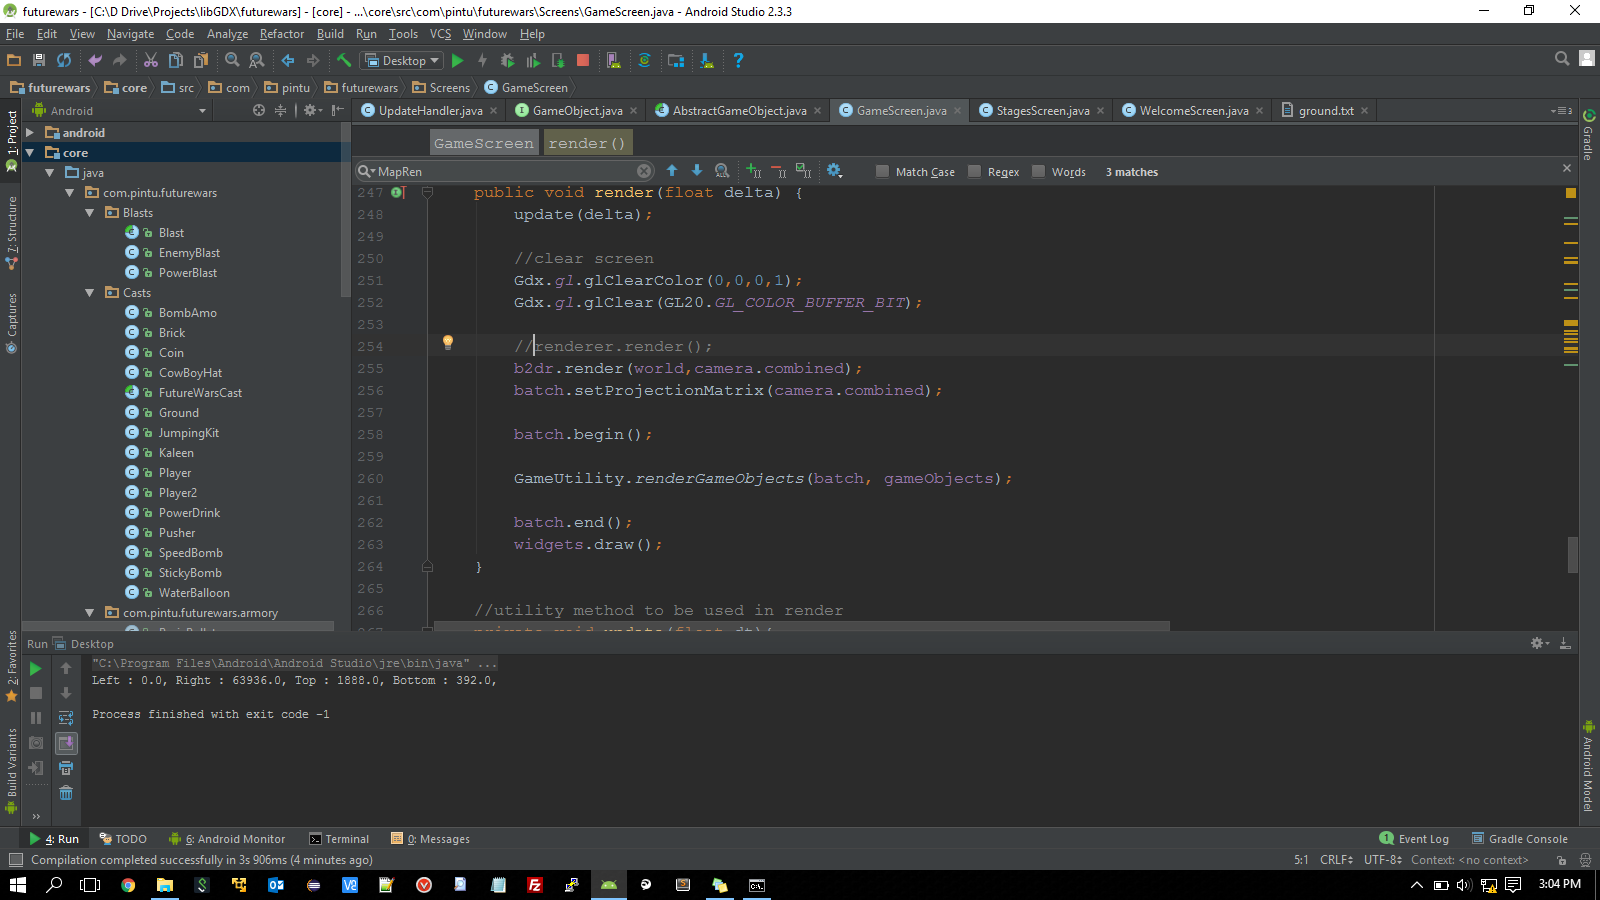 futurewars - [C:\D Drive\Projects\libGDX\futurewars] - [core] - ...\core\src\com\pintu\futurewars\Screens\GameScreen.java - Android Studio 2.3.3
File Edit View Navigate Code Analyze Refactor Build Run Tools VCS Window Help
Desktop
futurewars core src com pintu futurewars Screens GameScreen
Android
UpdateHandler.java GameObject.java AbstractGameObject.java GameScreen.java StagesScreen.java WelcomeScreen.java ground.txt
GameScreen render()
MapRen Match Case Regex Words 3 matches
1: Project
7: Structure
Captures
2: Favorites
Build Variants
android
core
java
com.pintu.futurewars
Blasts
Blast
EnemyBlast
PowerBlast
Casts
BombAmo
Brick
Coin
CowBoyHat
FutureWarsCast
Ground
JumpingKit
Kaleen
Player
Player2
PowerDrink
Pusher
SpeedBomb
StickyBomb
WaterBalloon
com.pintu.futurewars.armory
247 public void render(float delta) {
248 update(delta);
249
250 //clear screen
251 Gdx.gl.glClearColor(0,0,0,1);
252 Gdx.gl.glClear(GL20.GL_COLOR_BUFFER_BIT);
253
254 //renderer.render();
255 b2dr.render(world,camera.combined);
256 batch.setProjectionMatrix(camera.combined);
257
258 batch.begin();
259
260 GameUtility.renderGameObjects(batch, gameObjects);
261
262 batch.end();
263 widgets.draw();
264 }
265
266 //utility method to be used in render
267 private void update(float dt){
Gradle
Android Model
Run Desktop
"C:\Program Files\Android\Android Studio\jre\bin\java" ...
Left : 0.0, Right : 63936.0, Top : 1888.0, Bottom : 392.0,
Process finished with exit code -1
4: Run TODO 6: Android Monitor Terminal 0: Messages 1 Event Log Gradle Console
Compilation completed successfully in 3s 906ms (4 minutes ago) 5:1 CRLF UTF-8 Context: <no context>
3:04 PM